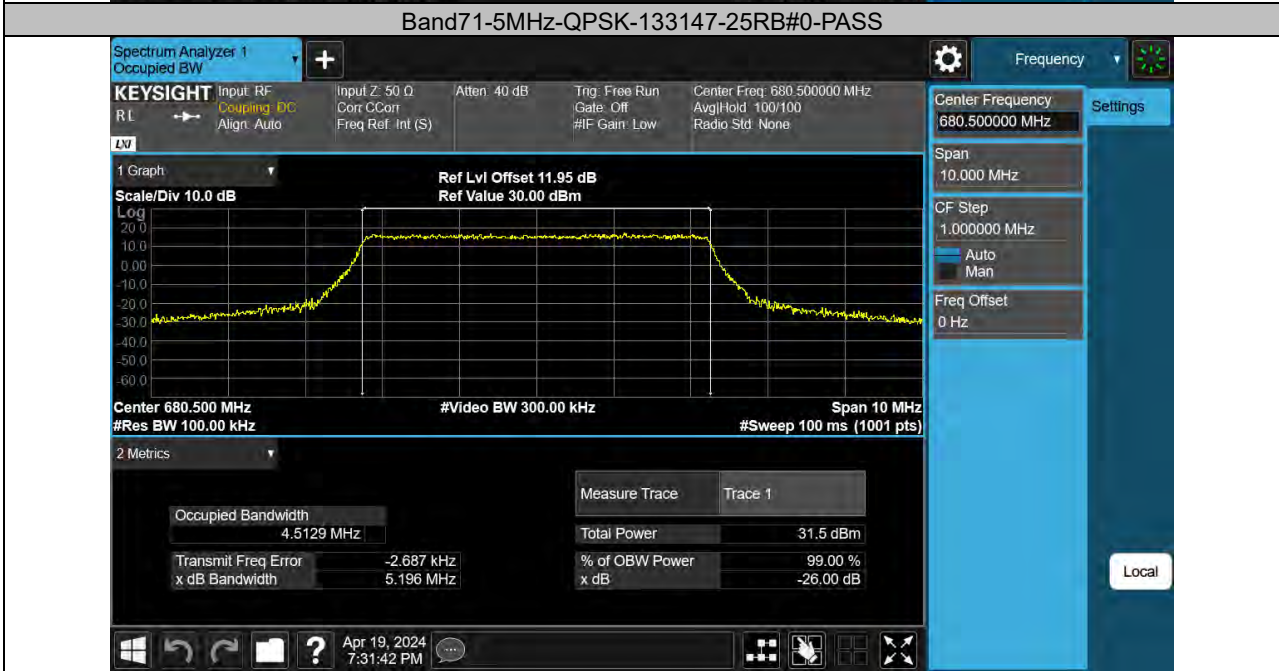 Band71-5MHz-QPSK-133147-25RB#0-PASS
Spectrum Analyzer 1
Occupied BW
+
Frequency
KEYSIGHT
RL
LXI
Input: RF
Coupling: DC
Align: Auto
Input Z: 50 Ω
Corr CCorr
Freq Ref: Int (S)
Atten: 40 dB
Trig: Free Run
Gate: Off
#IF Gain: Low
Center Freq: 680.500000 MHz
Avg|Hold: 100/100
Radio Std: None
Center Frequency
680.500000 MHz
Settings
Span
10.000 MHz
CF Step
1.000000 MHz
Auto
Man
Freq Offset
0 Hz
Local
1 Graph
Scale/Div 10.0 dB
Ref Lvl Offset 11.95 dB
Ref Value 30.00 dBm
Log
20.0
10.0
0.00
-10.0
-20.0
-30.0
-40.0
-50.0
-60.0
Center 680.500 MHz
#Video BW 300.00 kHz
Span 10 MHz
#Res BW 100.00 kHz
#Sweep 100 ms (1001 pts)
2 Metrics
Measure Trace Trace 1
Occupied Bandwidth
4.5129 MHz
Total Power 31.5 dBm
Transmit Freq Error -2.687 kHz
% of OBW Power 99.00 %
x dB Bandwidth 5.196 MHz
x dB -26.00 dB
?
Apr 19, 2024
7:31:42 PM